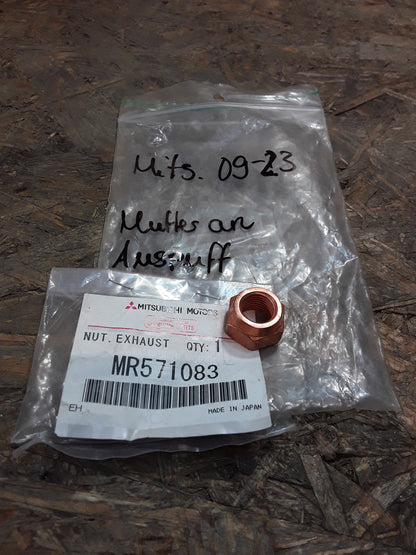 Mits. 09-23
Mutter an
Auspuff
MITSUBISHI MOTORS
NUT, EXHAUST QTY: 1
MR571083
EH
MADE IN JAPAN